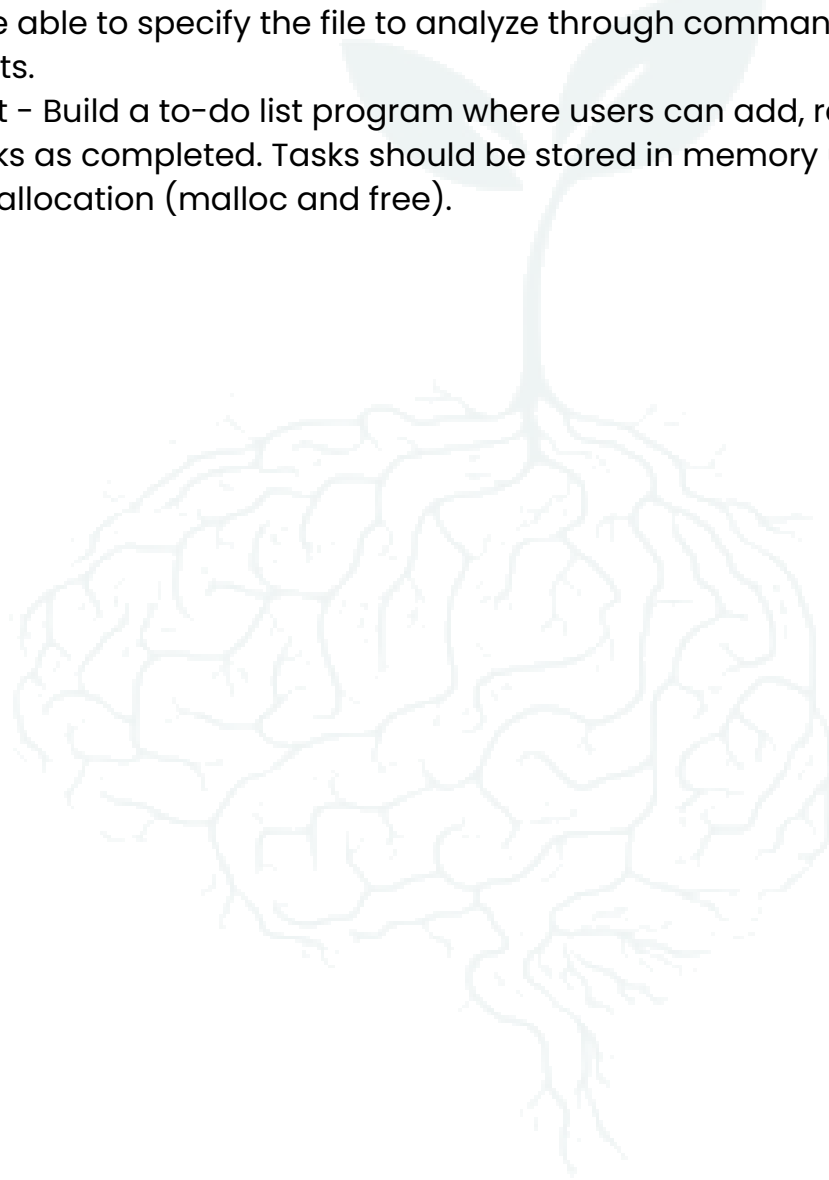 e able to specify the file to analyze through comman
ts.
t - Build a to-do list program where users can add, r
ks as completed. Tasks should be stored in memory
allocation (malloc and free).